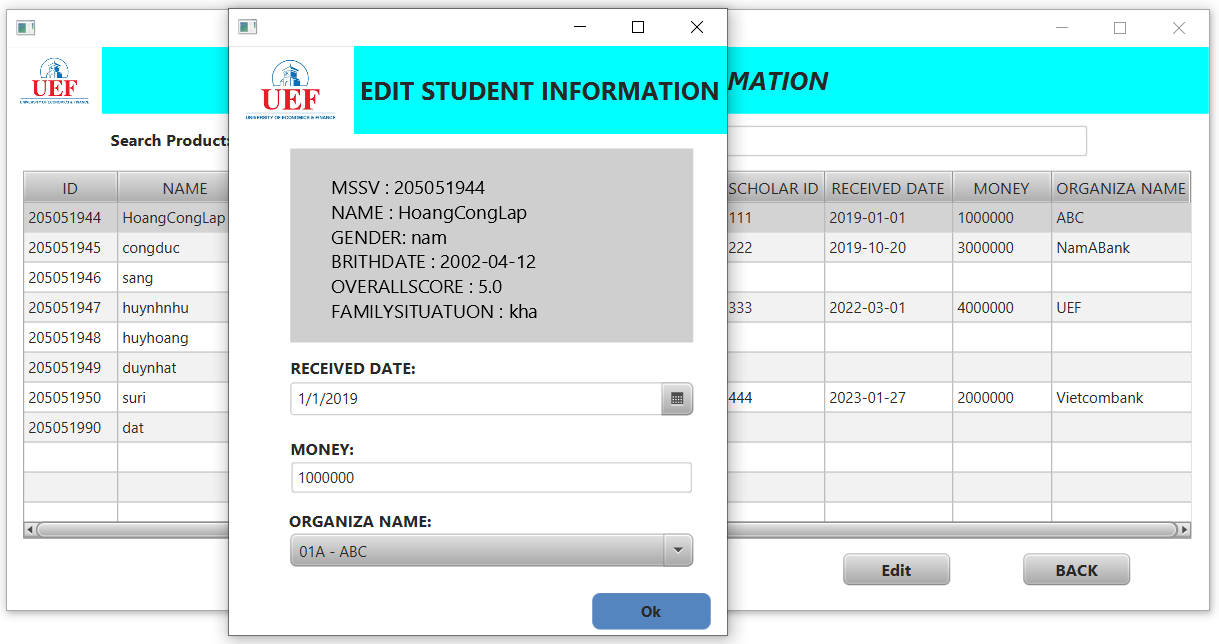 UEF
UNIVERSITY OF ECONOMICS & FINANCE
MATION
Search Product:
ID NAME SCHOLAR ID RECEIVED DATE MONEY ORGANIZA NAME
205051944 HoangCongLap 111 2019-01-01 1000000 ABC
205051945 congduc 222 2019-10-20 3000000 NamABank
205051946 sang
205051947 huynhnhu 333 2022-03-01 4000000 UEF
205051948 huyhoang
205051949 duynhat
205051950 suri 444 2023-01-27 2000000 Vietcombank
205051990 dat
Edit BACK
UEF
UNIVERSITY OF ECONOMICS & FINANCE
EDIT STUDENT INFORMATION
MSSV : 205051944
NAME : HoangCongLap
GENDER: nam
BRITHDATE : 2002-04-12
OVERALLSCORE : 5.0
FAMILYSITUATUON : kha
RECEIVED DATE:
1/1/2019
MONEY:
1000000
ORGANIZA NAME:
01A - ABC
Ok